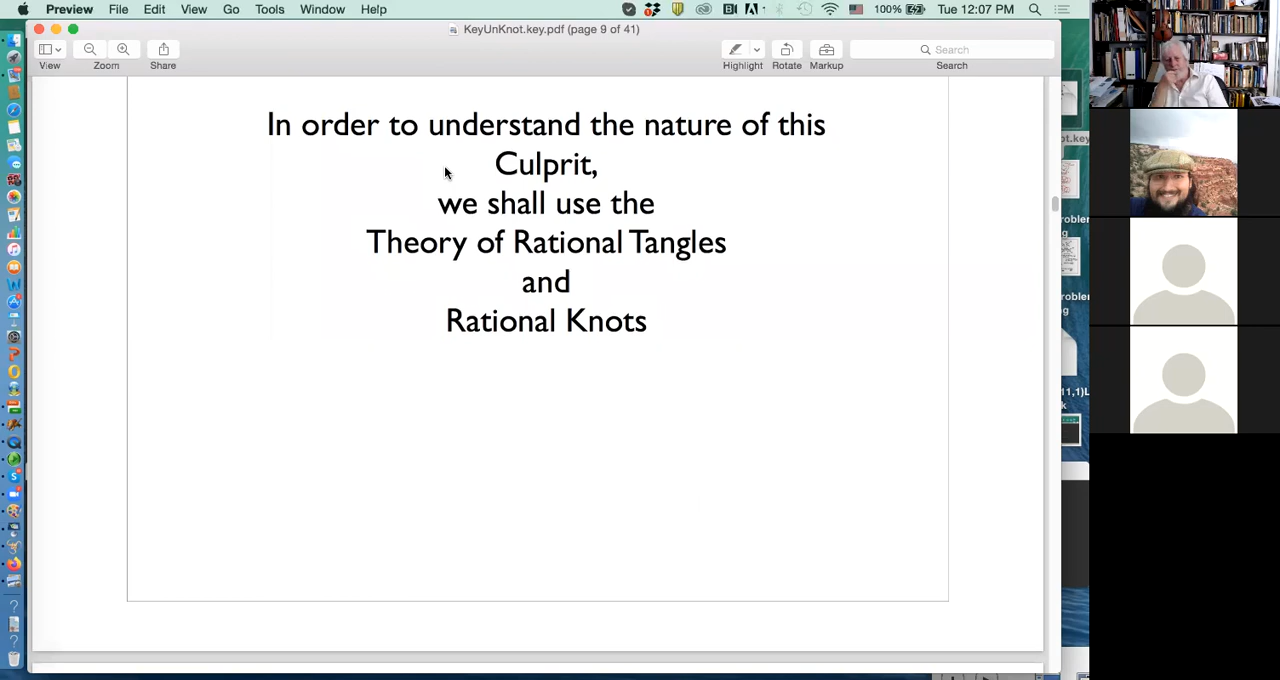 Preview File Edit View Go Tools Window Help 100% Tue 12:07 PM
KeyUnKnot.key.pdf (page 9 of 41)
Search
View Zoom Share Highlight Rotate Markup Search
In order to understand the nature of this
Culprit,
we shall use the
Theory of Rational Tangles
and
Rational Knots